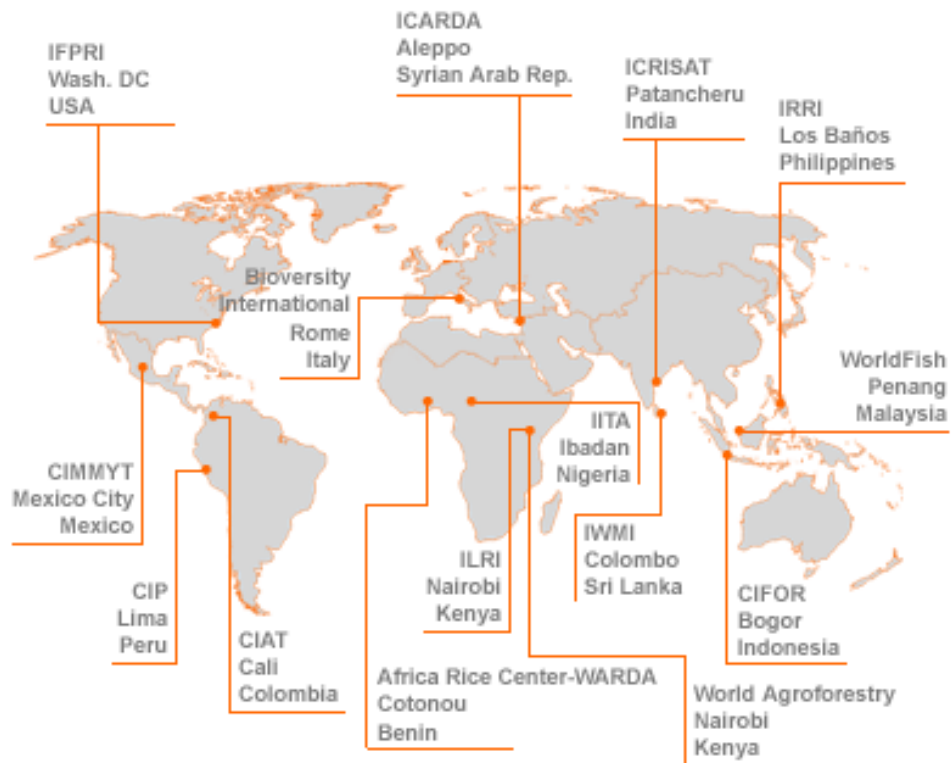 IFPRI
Wash. DC
USA
ICARDA
Aleppo
Syrian Arab Rep.
ICRISAT
Patancheru
India
IRRI
Los Baños
Philippines
Bioversity
International
Rome
Italy
WorldFish
Penang
Malaysia
CIMMYT
Mexico City
Mexico
IITA
Ibadan
Nigeria
CIP
Lima
Peru
CIAT
Cali
Colombia
ILRI
Nairobi
Kenya
IWMI
Colombo
Sri Lanka
CIFOR
Bogor
Indonesia
Africa Rice Center-WARDA
Cotonou
Benin
World Agroforestry
Nairobi
Kenya